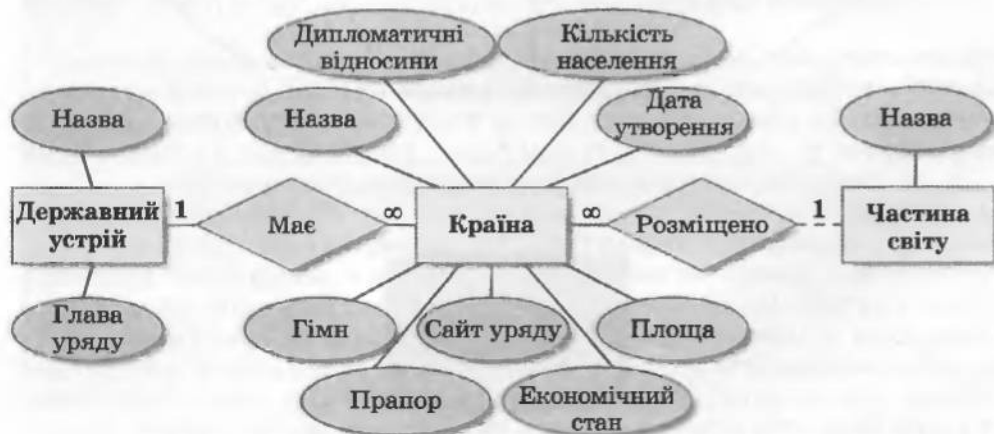 Дипломатичні
відносини
Кількість
населення
Назва
Назва
Дата
утворення
Назва
Державний
устрій
1
Має
∞
Країна
∞
Розміщено
1
Частина
світу
Глава
уряду
Гімн
Сайт уряду
Площа
Прапор
Економічний
стан